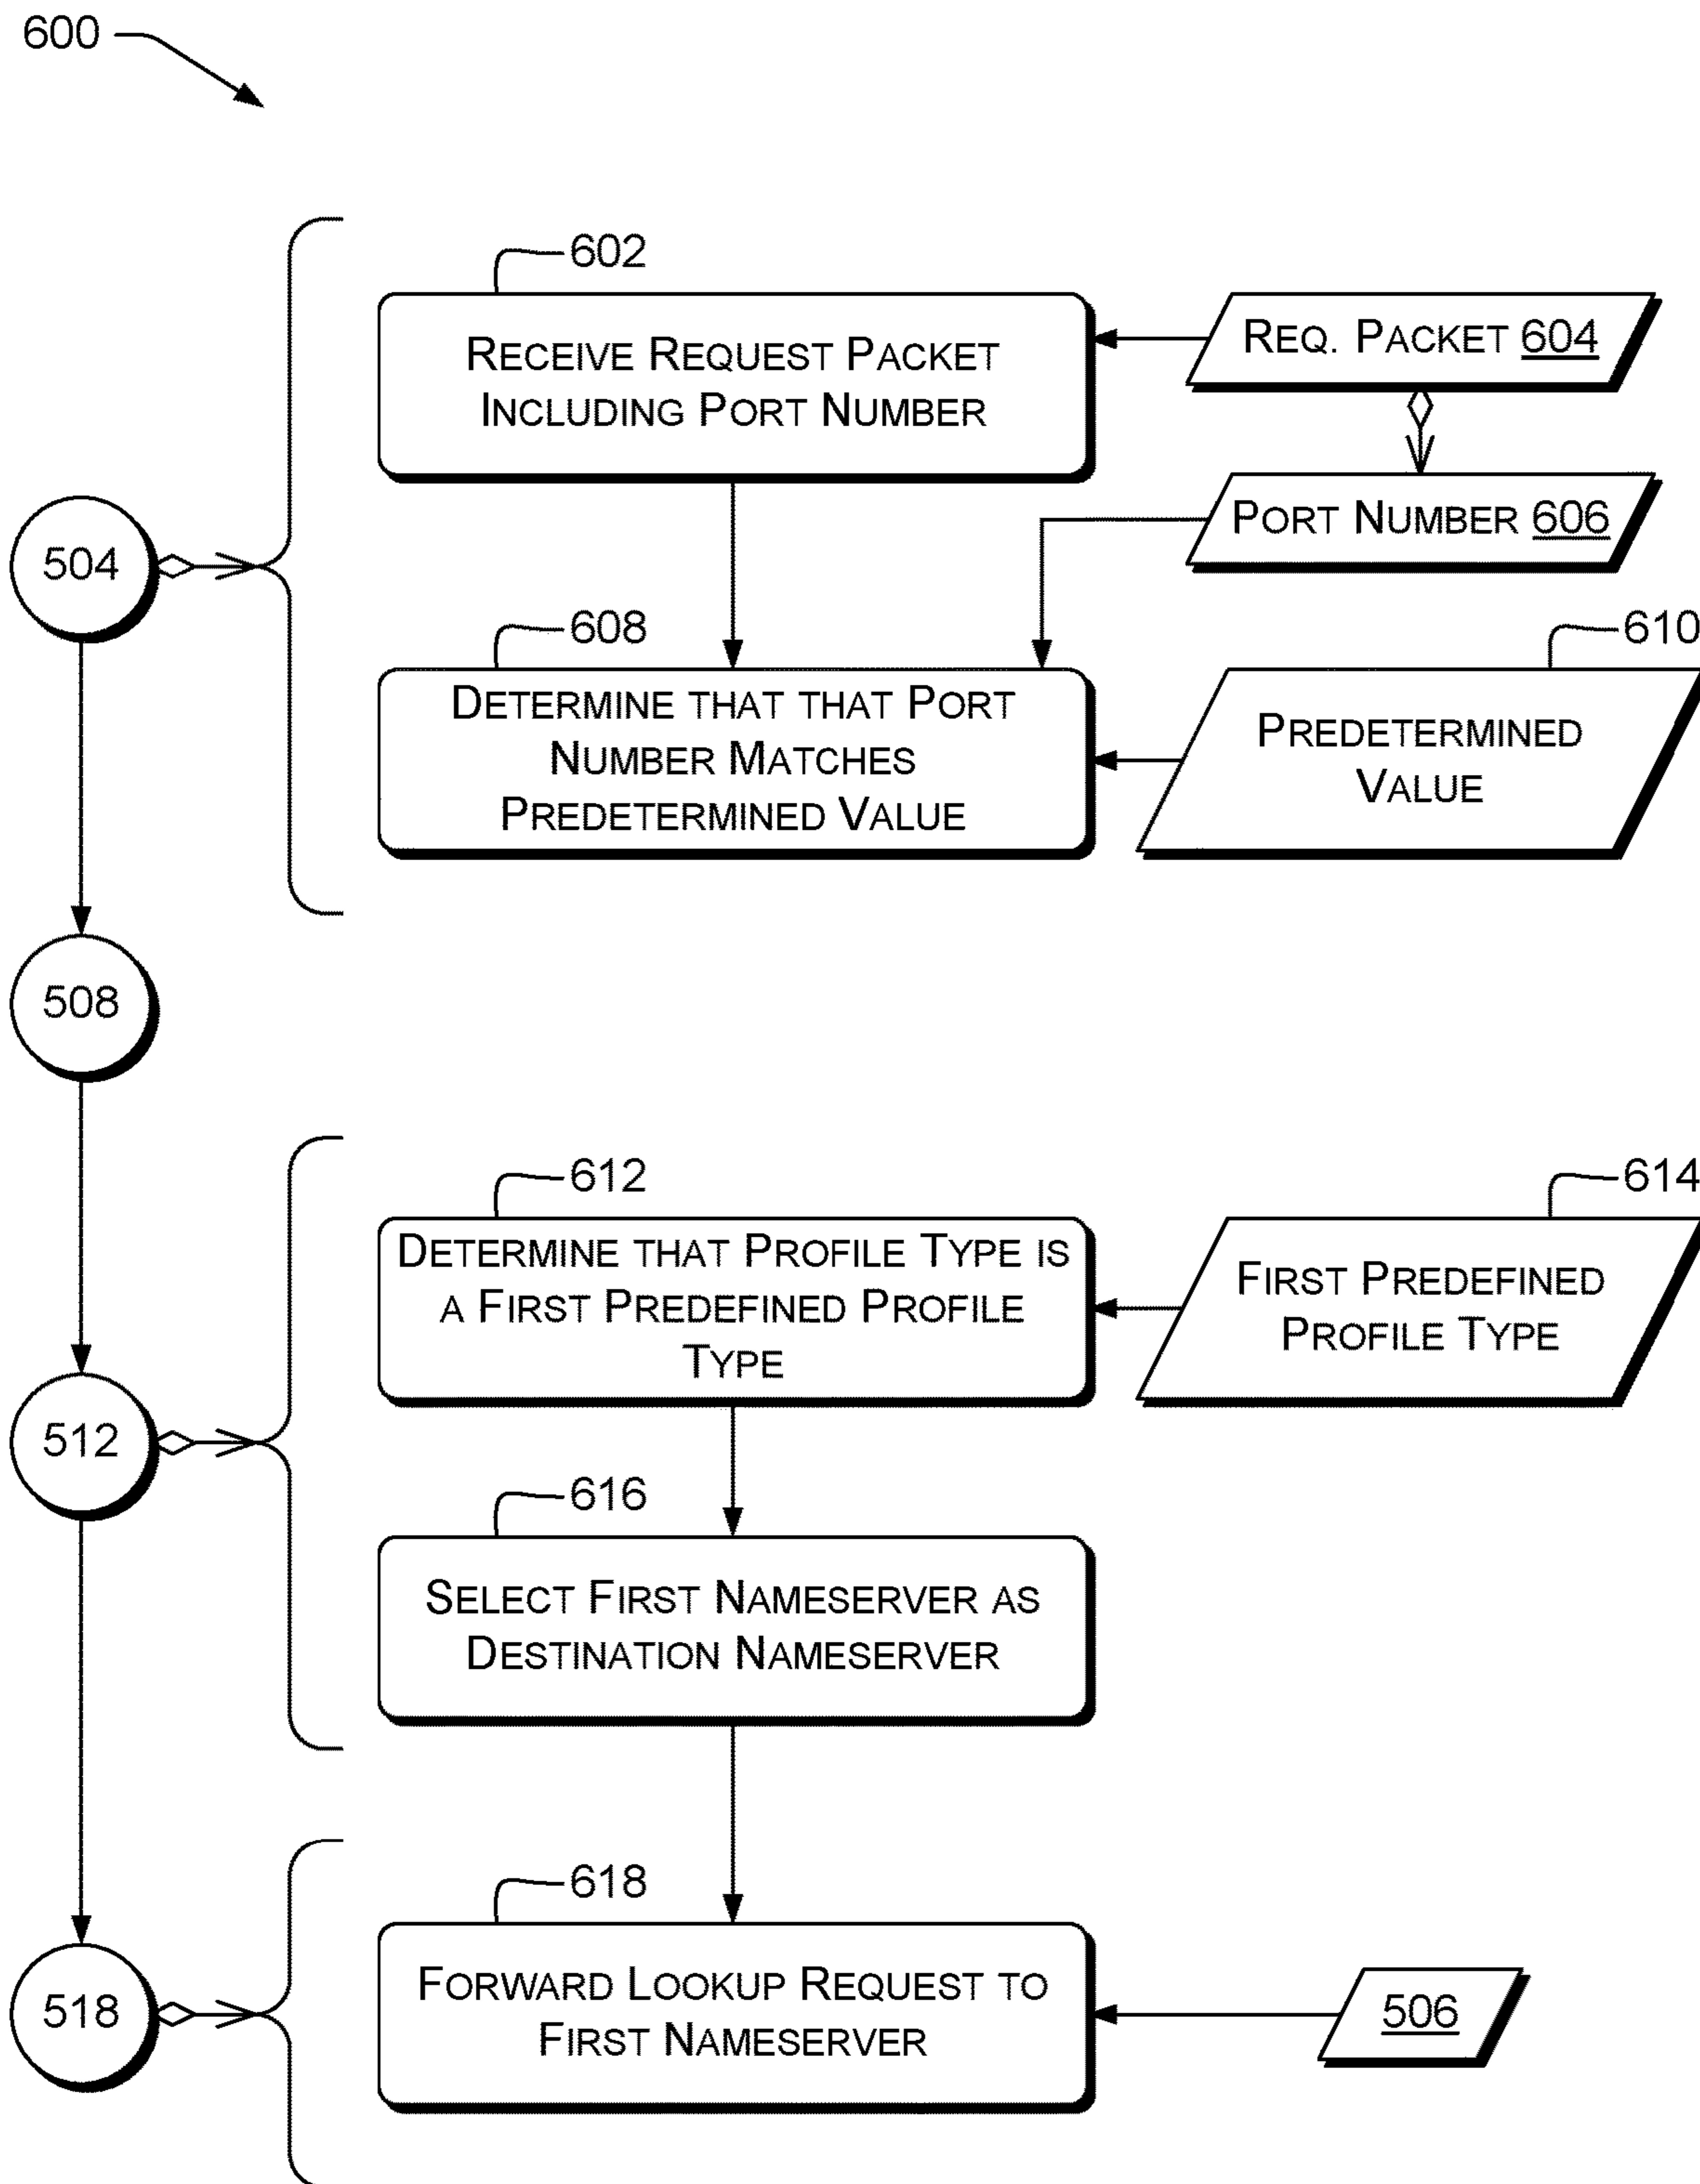 600
602
RECEIVE REQUEST PACKET
INCLUDING PORT NUMBER
REQ. PACKET 604
PORT NUMBER 606
504
608
DETERMINE THAT THAT PORT
NUMBER MATCHES
PREDETERMINED VALUE
610
PREDETERMINED
VALUE
508
612
DETERMINE THAT PROFILE TYPE IS
A FIRST PREDEFINED PROFILE
TYPE
614
FIRST PREDEFINED
PROFILE TYPE
512
616
SELECT FIRST NAMESERVER AS
DESTINATION NAMESERVER
618
FORWARD LOOKUP REQUEST TO
FIRST NAMESERVER
518
506